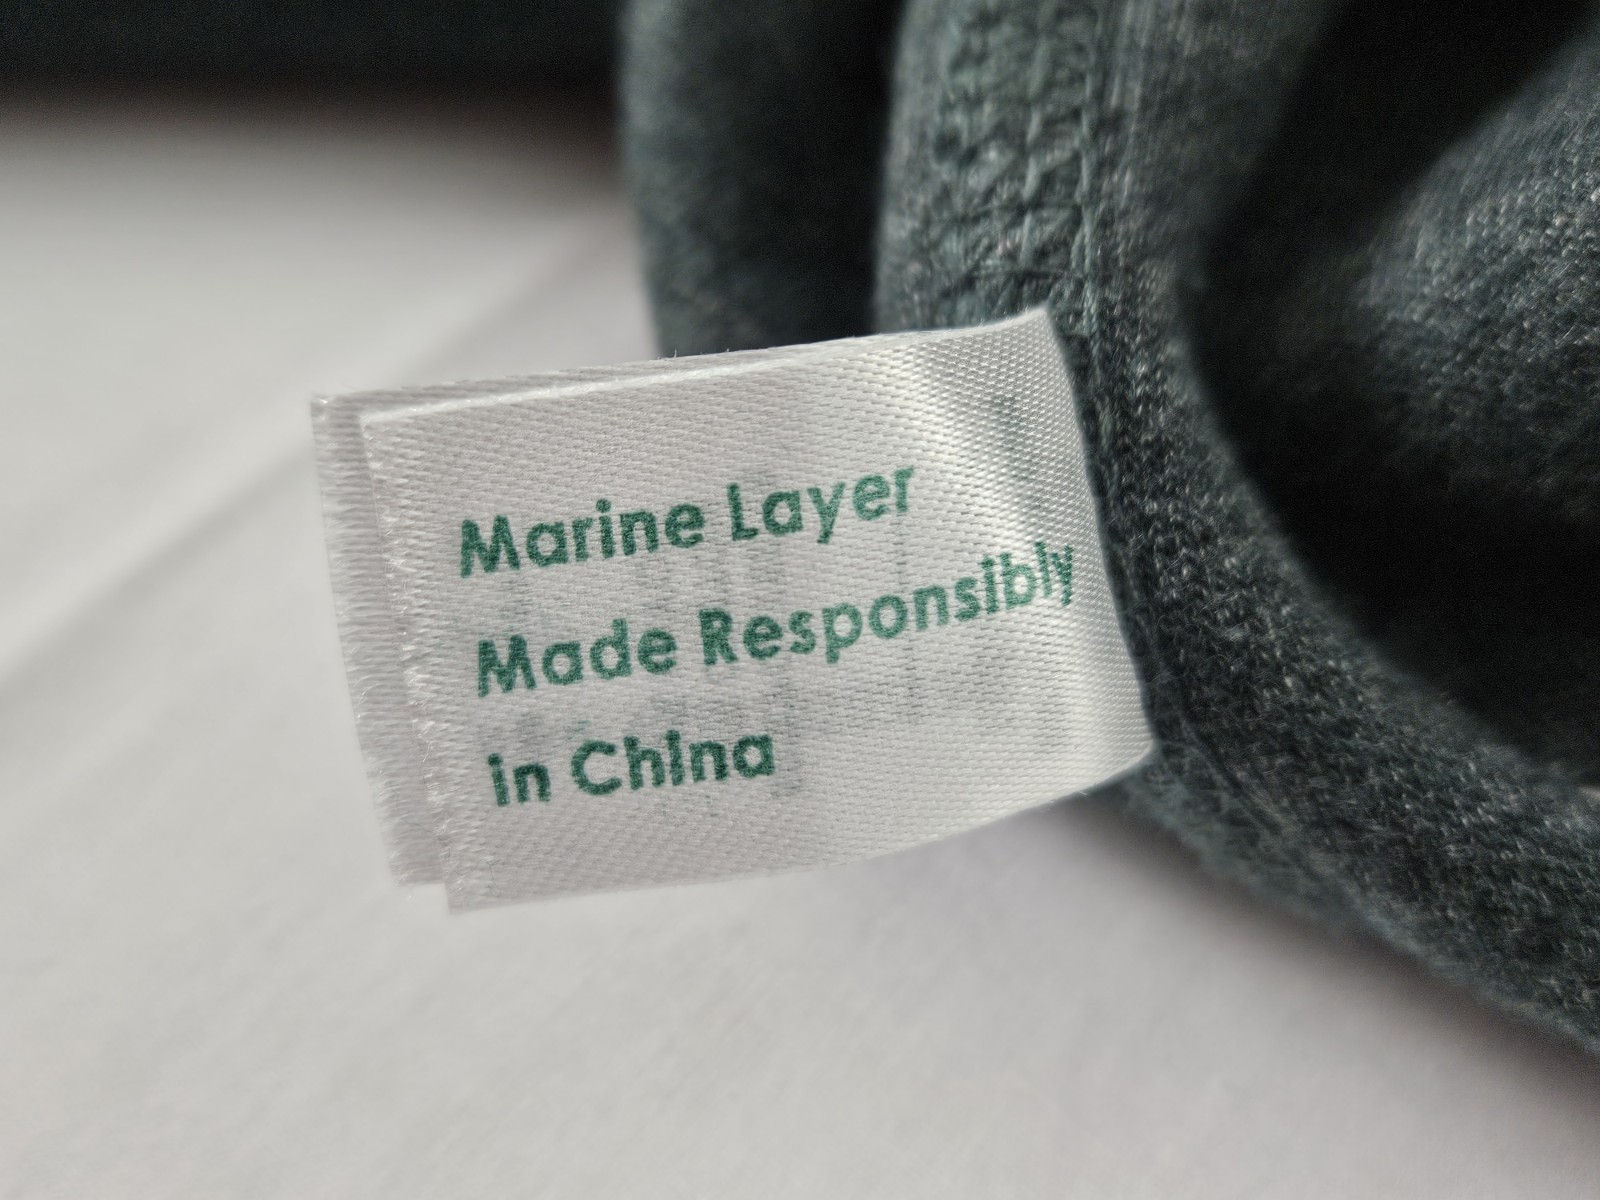 Marine Layer
Made Responsibly
in China